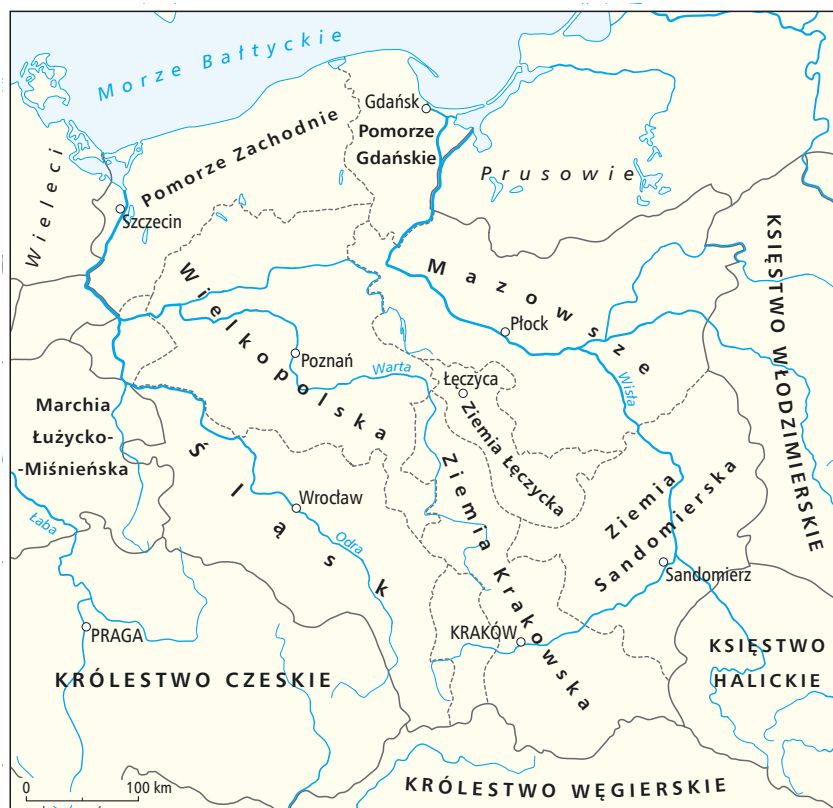 Morze Bałtyckie
Gdańsk
Pomorze
Gdańskie
Pomorze Zachodnie
Prusowie
Wieleci
Szczecin
KSIĘSTWO WŁODZIMIERSKIE
Mazowsze
Wielkopolska
Płock
Poznań
Warta
Łęczyca
Wisła
Ziemia Łęczycka
Marchia
Łużycko-
-Miśnieńska
Śląsk
Ziemia Krakowska
Ziemia
Sandomierska
Wrocław
Łaba
Odra
Sandomierz
PRAGA
KRAKÓW
KSIĘSTWO
HALICKIE
KRÓLESTWO CZESKIE
KRÓLESTWO WĘGIERSKIE
0 100 km